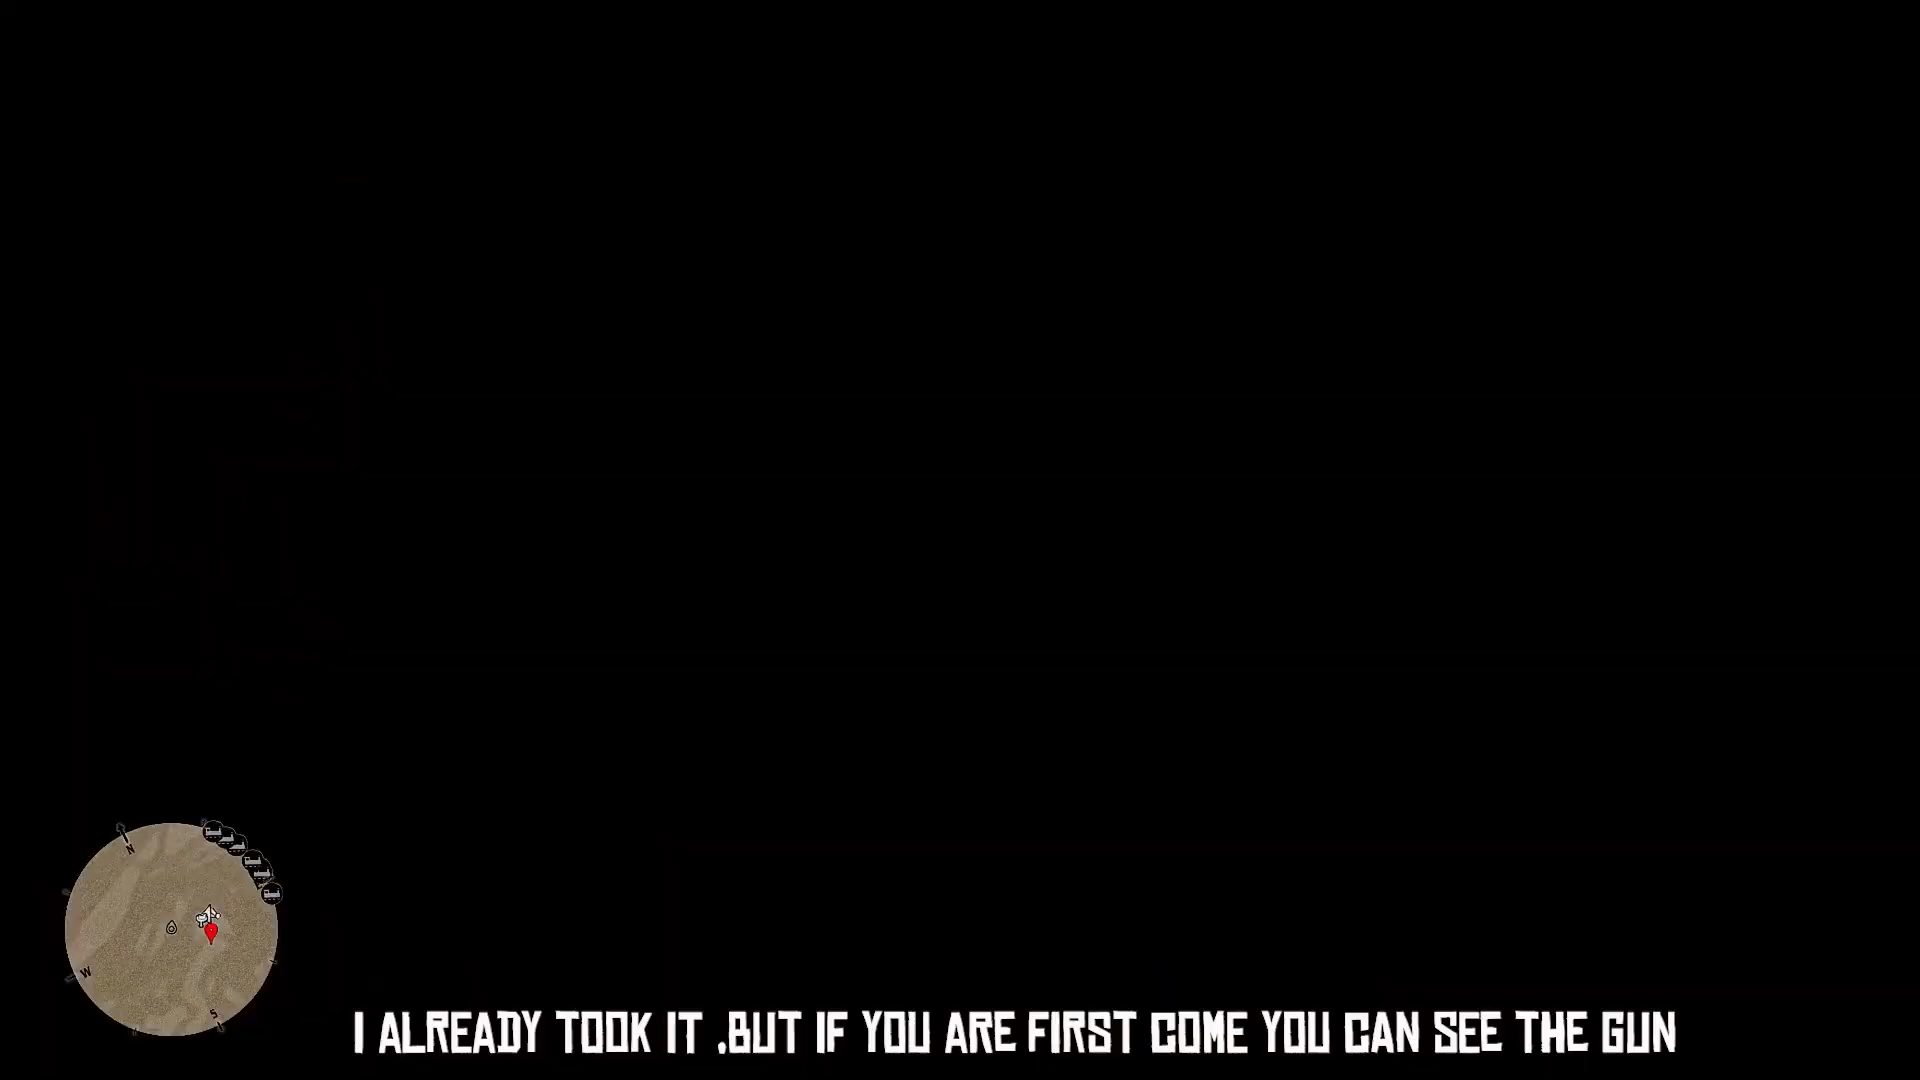 N
W
S
I ALREADY TOOK IT .BUT IF YOU ARE FIRST COME YOU CAN SEE THE GUN